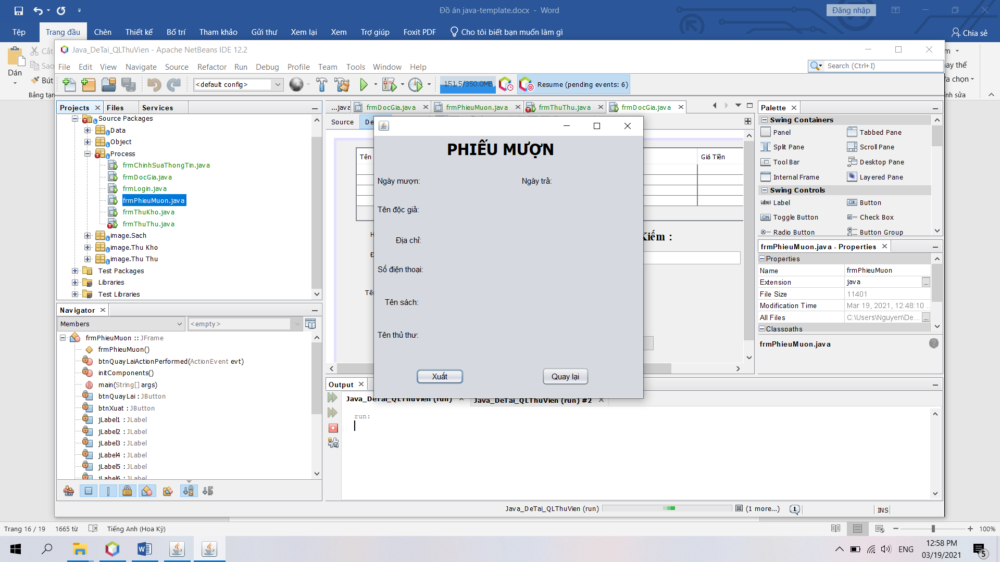 Đồ án java-template.docx - Word
Đăng nhập
Tệp
Trang đầu
Chèn
Thiết kế
Bố trí
Tham khảo
Gửi thư
Xem lại
Xem
Trợ giúp
Foxit PDF
Cho tôi biết bạn muốn làm gì
Chia sẻ
Dán
Cắt
Sao
Bút
Bảng tạn
Java_DeTai_QLThuVien - Apache NetBeans IDE 12.2
File Edit View Navigate Source Refactor Run Debug Profile Team Tools Window Help
Search (Ctrl+I)
<default config>
151.5/350.0MB
Resume (pending events: 6)
Projects
Files
Services
Source Packages
Data
Object
Process
frmChinhSuaThongTin.java
frmDocGia.java
frmLogin.java
frmPhieuMuon.java
frmThuKho.java
frmThuThu.java
image.Sach
image.Thu Kho
image.Thu Thu
Test Packages
Libraries
Test Libraries
Navigator
Members
<empty>
frmPhieuMuon :: JFrame
frmPhieuMuon()
btnQuayLaiActionPerformed(ActionEvent evt)
initComponents()
main(String[] args)
btnQuayLai : JButton
btnXuat : JButton
jLabel1 : JLabel
jLabel2 : JLabel
jLabel3 : JLabel
jLabel4 : JLabel
jLabel5 : JLabel
jLabel6 : JLabel
...java
frmDocGia.java
frmPhieuMuon.java
frmThuThu.java
frmDocGia.java
Source
De
Tên
Giá Tiền
Kiếm :
PHIẾU MƯỢN
Ngày mượn:
Ngày trả:
Tên độc giả:
Địa chỉ:
Số điện thoại:
Tên sách:
Tên thủ thư:
Xuất
Quay lại
Output
Java_DeTai_QLThuVien (run)
Java_DeTai_QLThuVien (run) #2
run:
Palette
Swing Containers
Panel
Tabbed Pane
Split Pane
Scroll Pane
Tool Bar
Desktop Pane
Internal Frame
Layered Pane
Swing Controls
label Label
OK Button
ON Toggle Button
Check Box
Radio Button
Button Group
frmPhieuMuon.java - Properties
Properties
Name frmPhieuMuon
Extension java
File Size 11401
Modification Time Mar 19, 2021, 12:48:10 ...
All Files C:\Users\Nguyen\De...
Classpaths
frmPhieuMuon.java
Java_DeTai_QLThuVien (run)
(1 more...)
1
INS
Trang 16 / 19
1665 từ
Tiếng Anh (Hoa Kỳ)
100%
ENG
12:58 PM
03/19/2021
5